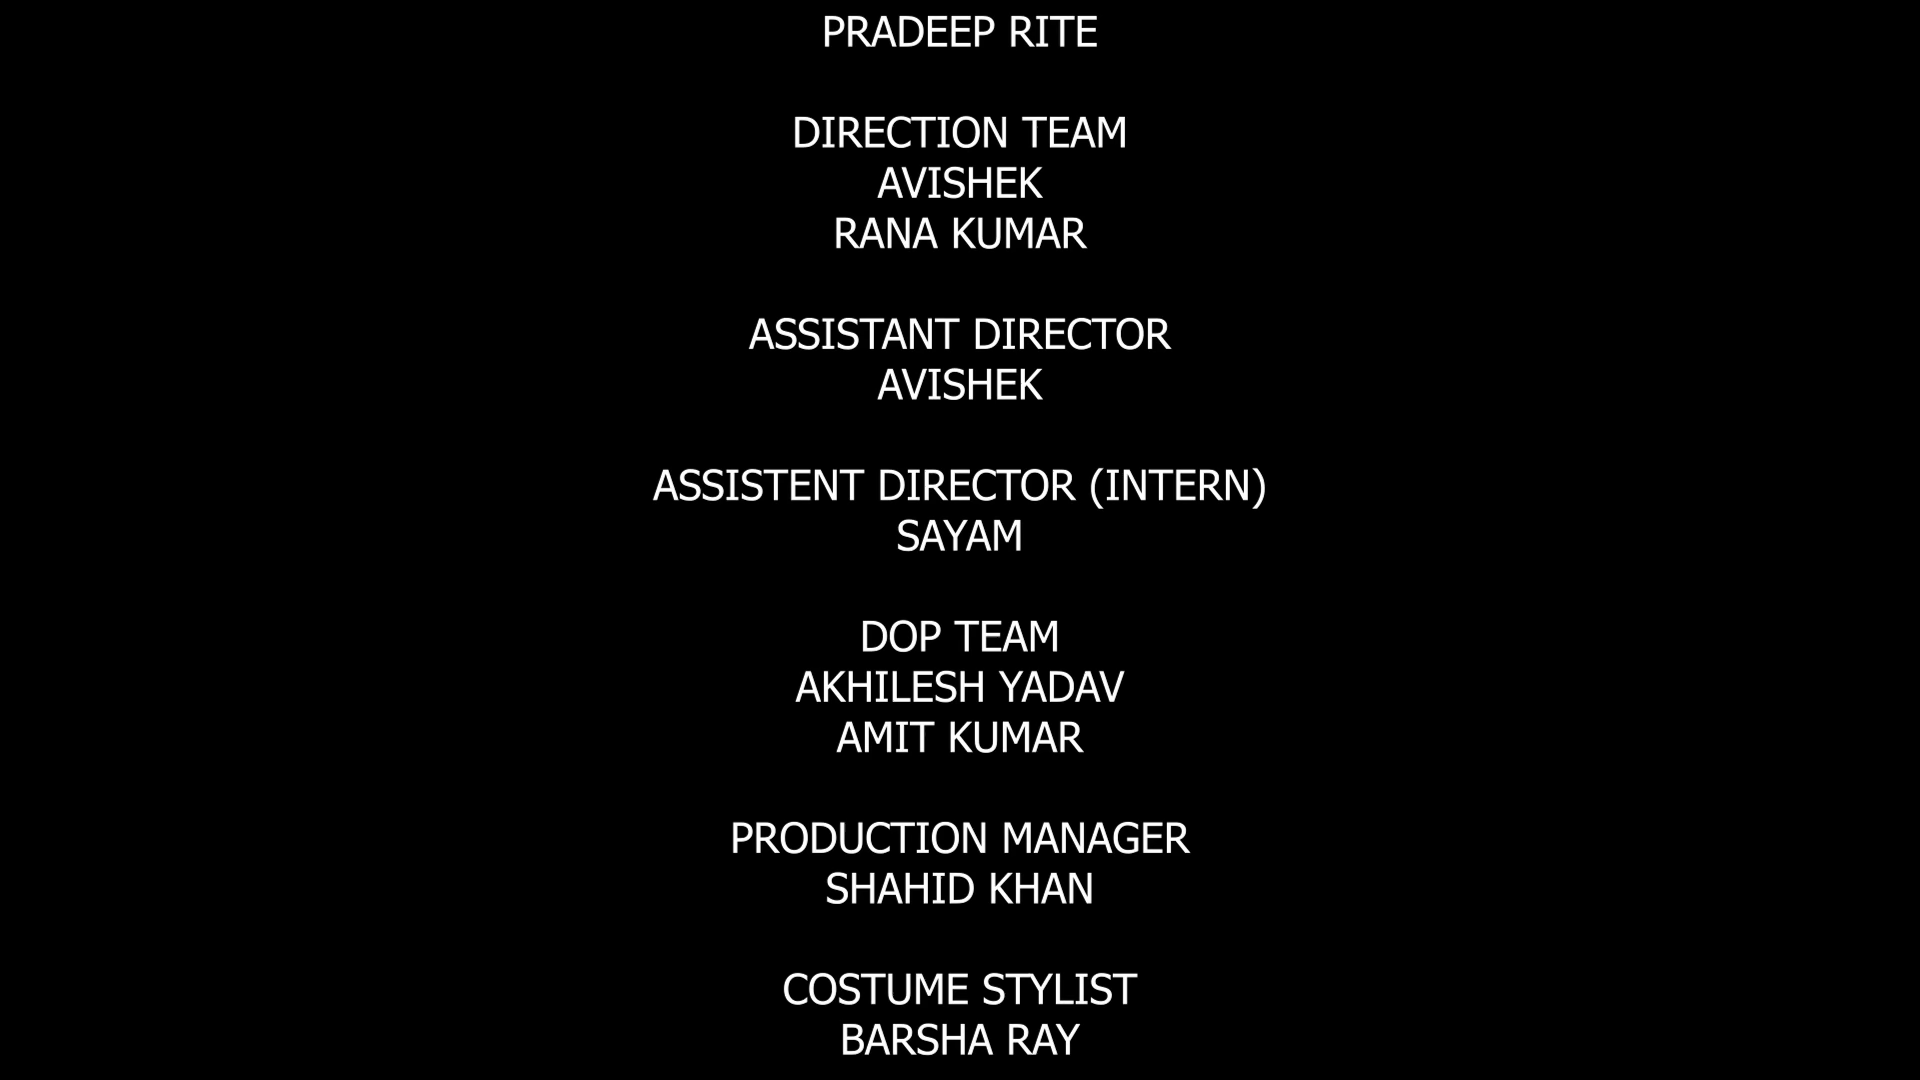 PRADEEP RITE
DIRECTION TEAM
AVISHEK
RANA KUMAR
ASSISTANT DIRECTOR
AVISHEK
ASSISTENT DIRECTOR (INTERN)
SAYAM
DOP TEAM
AKHILESH YADAV
AMIT KUMAR
PRODUCTION MANAGER
SHAHID KHAN
COSTUME STYLIST
BARSHA RAY